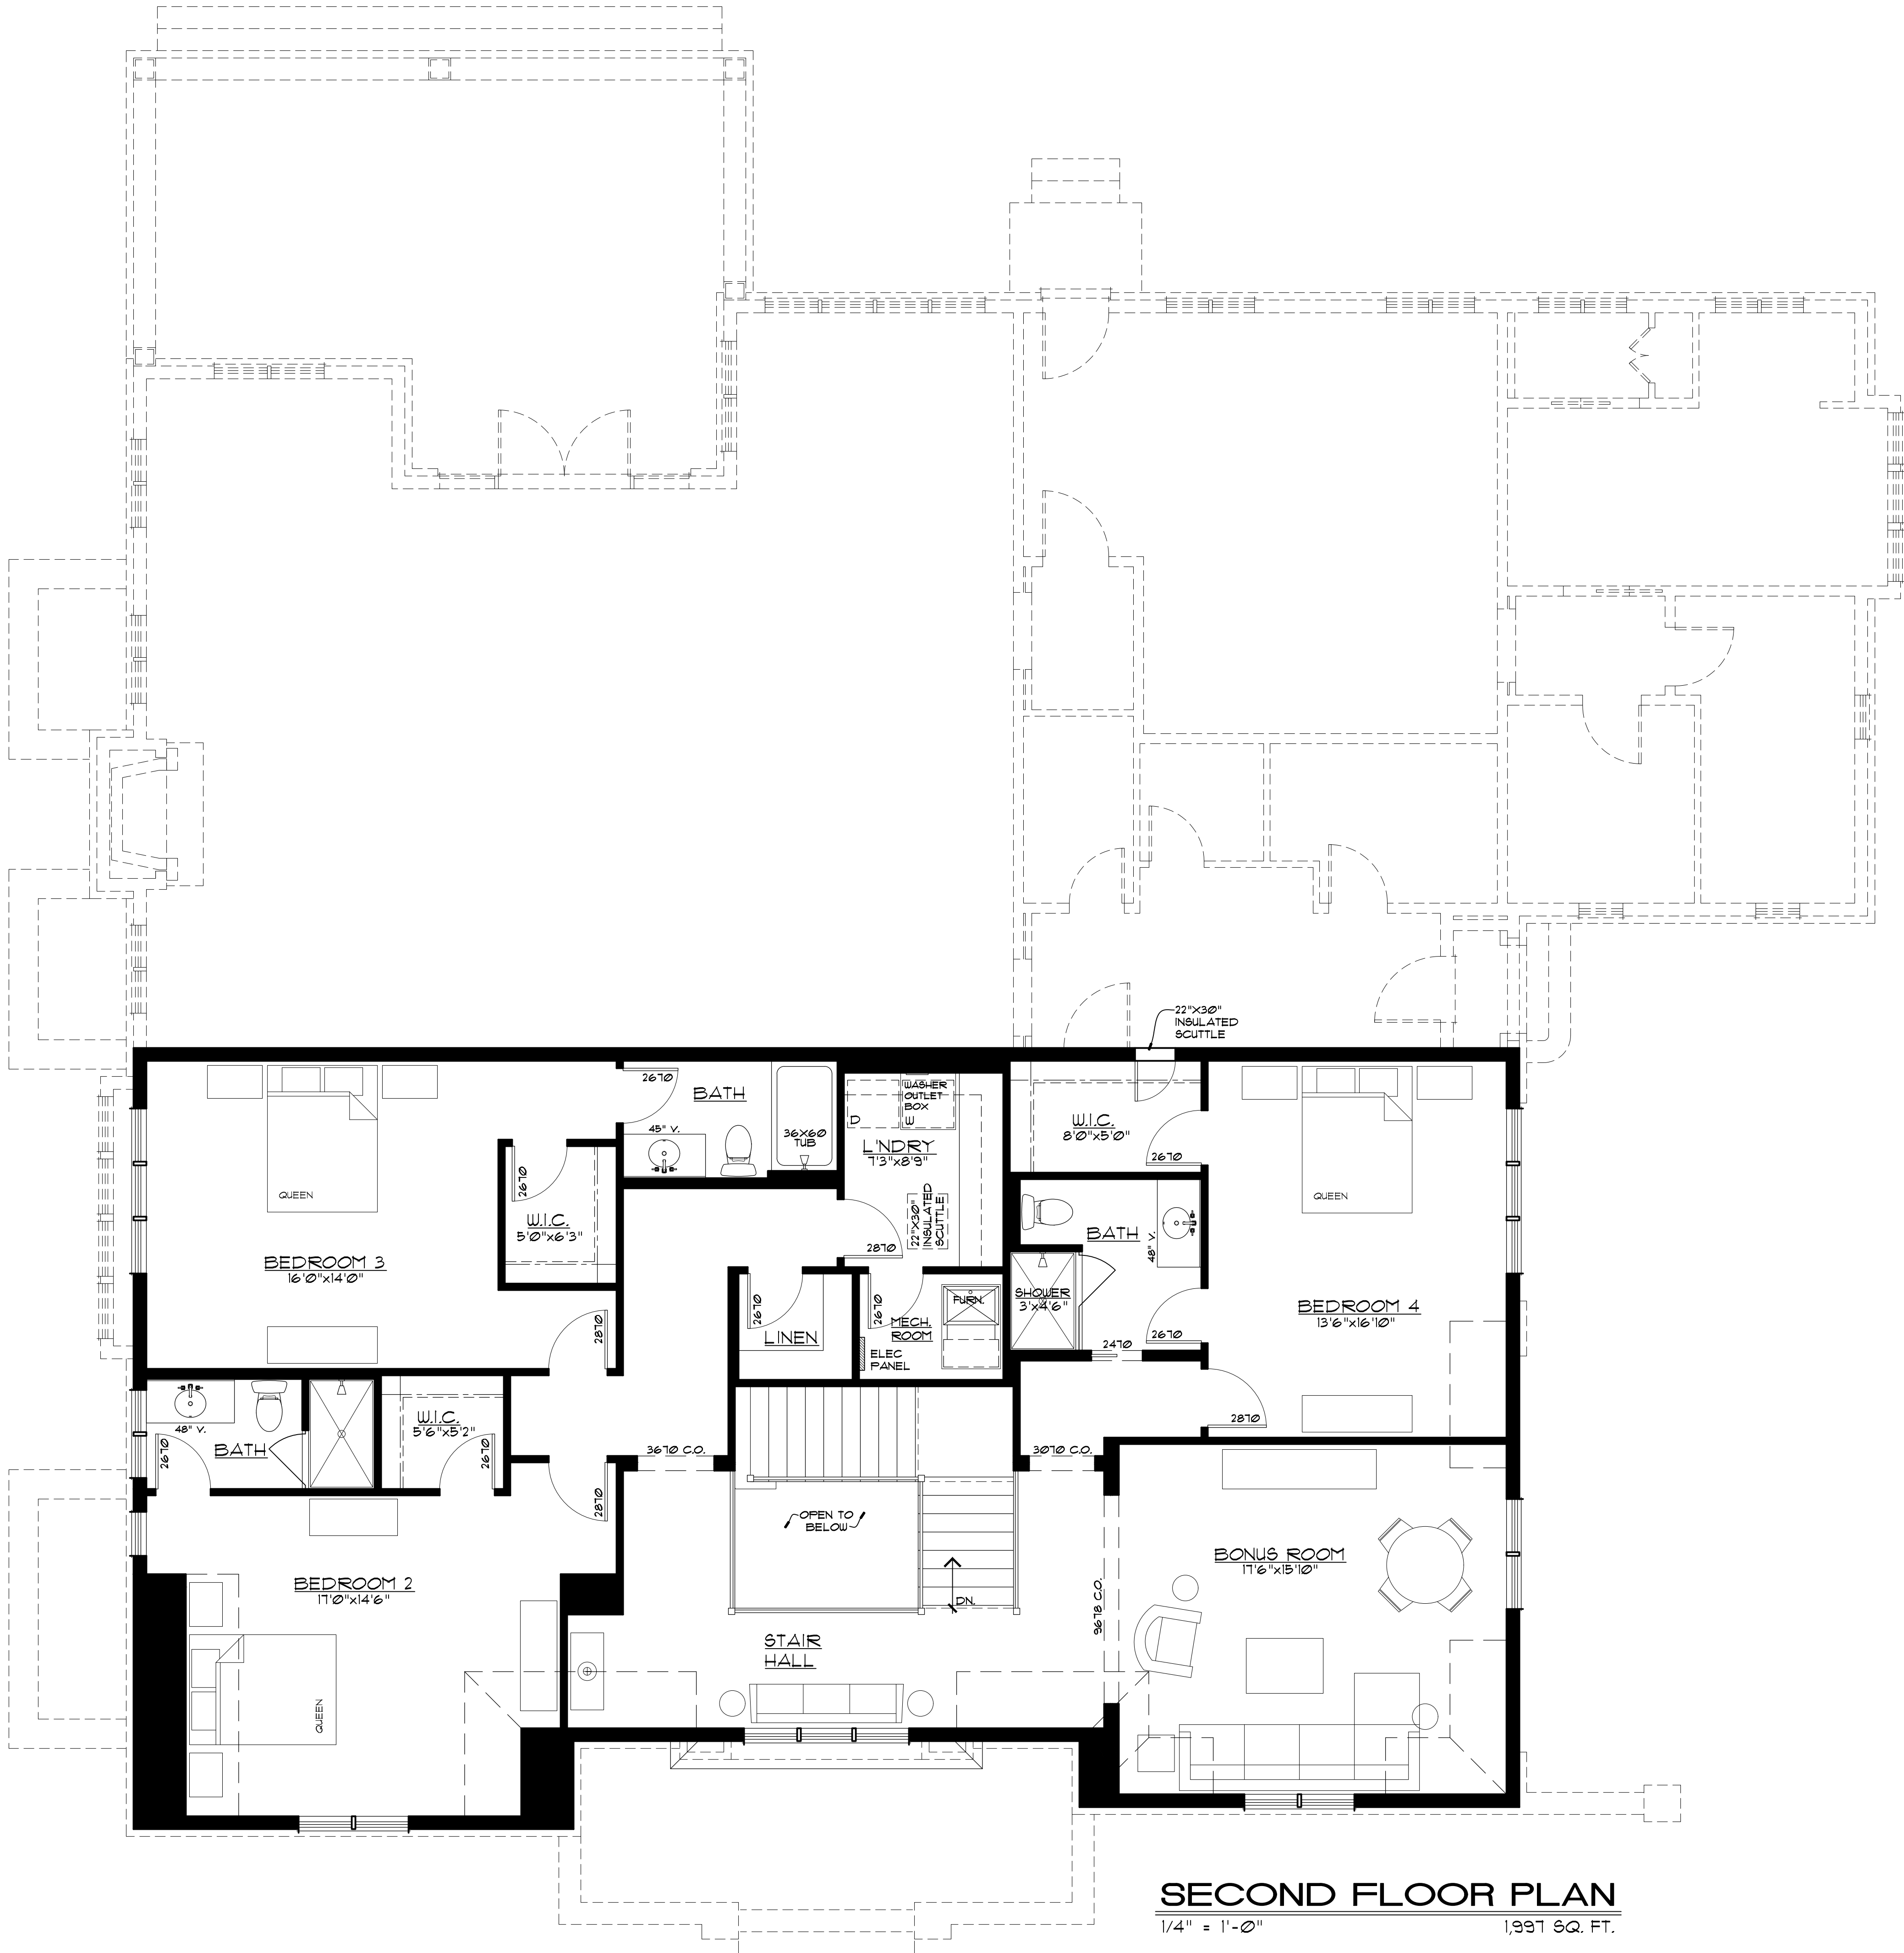 22"X30"
INSULATED
SCUTTLE
2670
BATH
45" V.
36X60
TUB
WASHER
OUTLET
BOX
D
W
L'NDRY
7'3"x8'9"
22"X30"
INSULATED
SCUTTLE
2870
W.I.C.
8'0"x5'0"
2670
QUEEN
BEDROOM 3
16'0"x14'0"
2670
W.I.C.
5'0"x6'3"
2870
QUEEN
BEDROOM 4
13'6"x16'10"
BATH
48" V.
SHOWER
3'x4'6"
2670
2470
2870
2670
LINEN
2670
MECH.
ROOM
FURN.
ELEC
PANEL
48" V.
BATH
2670
W.I.C.
5'6"x5'2"
2670
3670 C.O.
3070 C.O.
2870
OPEN TO
BELOW
DN.
BEDROOM 2
17'0"x14'6"
QUEEN
STAIR
HALL
9678 C.O.
BONUS ROOM
17'6"x15'10"
SECOND FLOOR PLAN
1/4" = 1'-0"
1,997 SQ. FT.